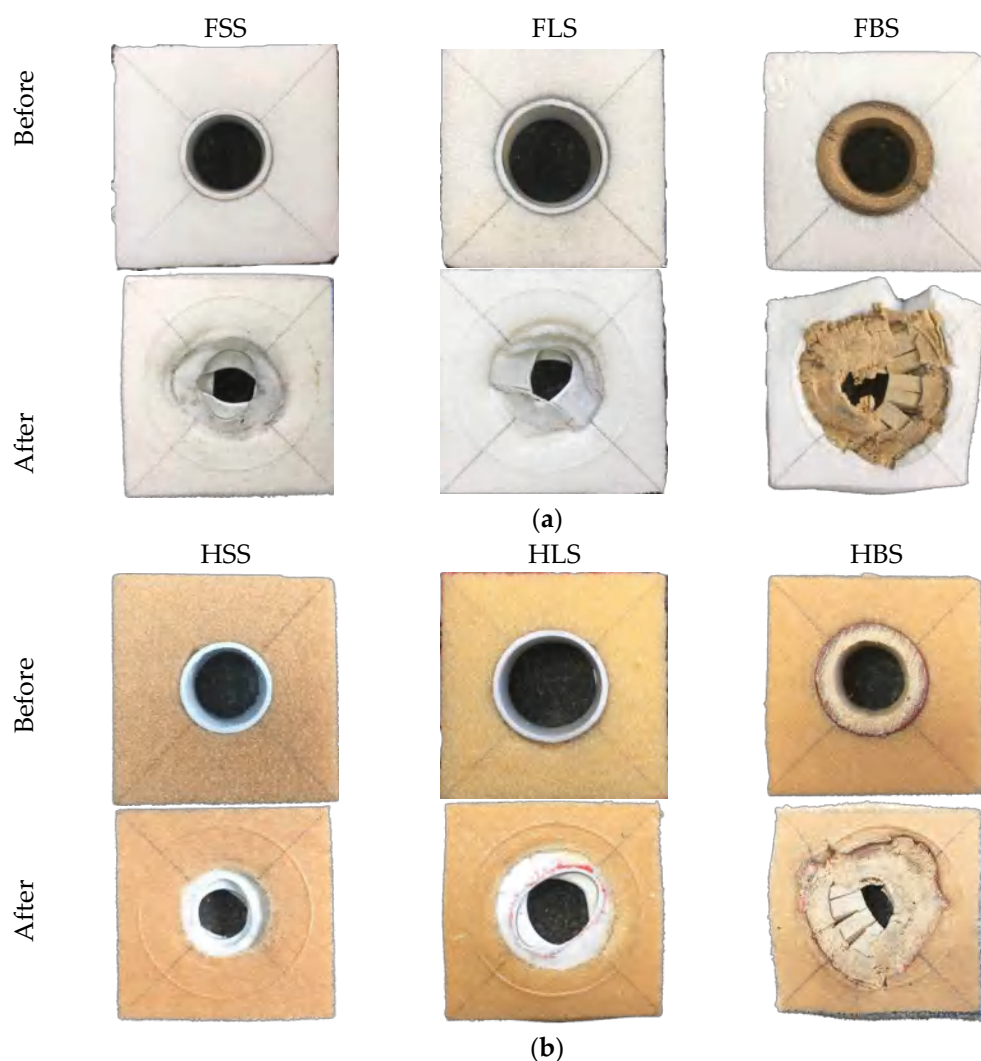 FSS FLS FBS
Before
After
(a)
HSS HLS HBS
Before
After
(b)